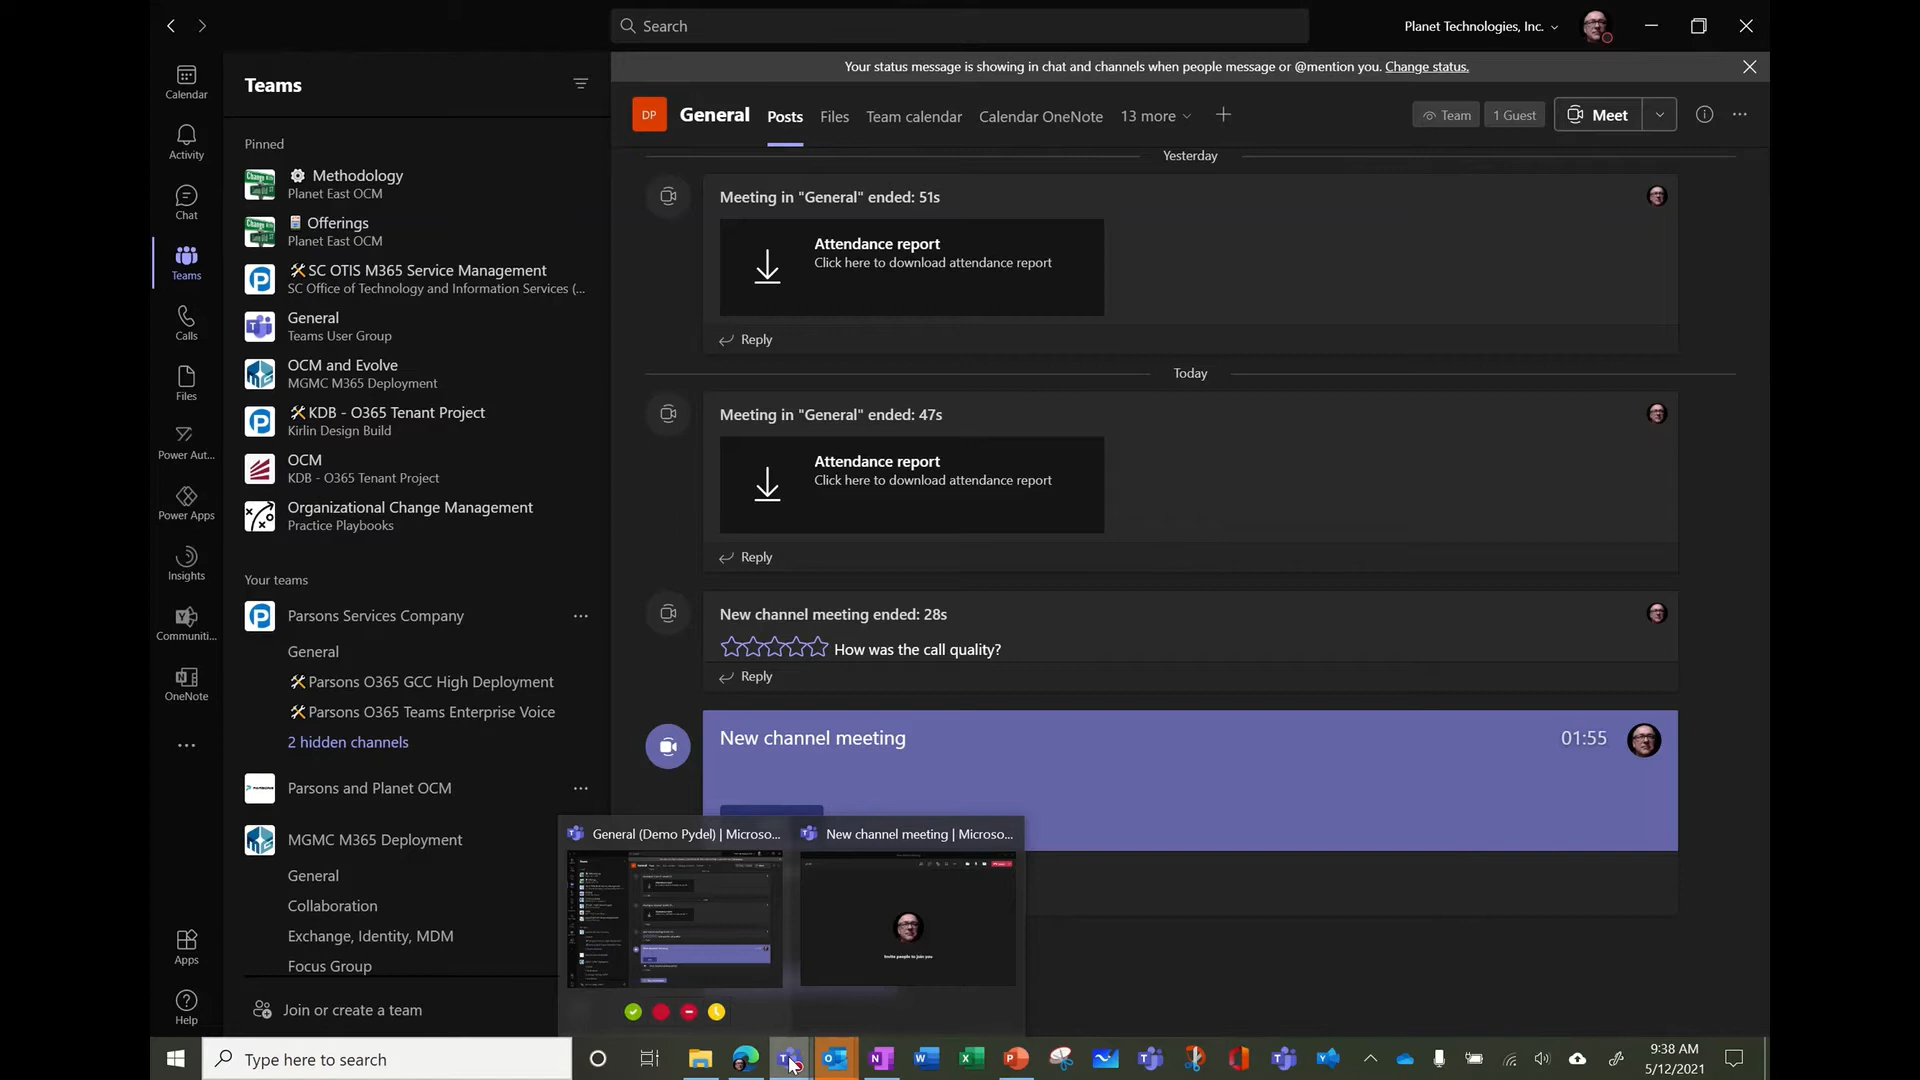 Search
Planet Technologies, Inc.
Your status message is showing in chat and channels when people message or @mention you. Change status.
Calendar
Activity
Chat
Teams
Calls
Files
Power Aut...
Power Apps
Insights
Communiti...
OneNote
Apps
Help
Teams
Pinned
Methodology
Planet East OCM
Offerings
Planet East OCM
SC OTIS M365 Service Management
SC Office of Technology and Information Services (...
General
Teams User Group
OCM and Evolve
MGMC M365 Deployment
KDB - O365 Tenant Project
Kirlin Design Build
OCM
KDB - O365 Tenant Project
Organizational Change Management
Practice Playbooks
Your teams
Parsons Services Company
General
Parsons O365 GCC High Deployment
Parsons O365 Teams Enterprise Voice
2 hidden channels
Parsons and Planet OCM
MGMC M365 Deployment
General
Collaboration
Exchange, Identity, MDM
Focus Group
Join or create a team
DP General Posts Files Team calendar Calendar OneNote 13 more
Team 1 Guest Meet
Yesterday
Meeting in "General" ended: 51s
Attendance report
Click here to download attendance report
Reply
Today
Meeting in "General" ended: 47s
Attendance report
Click here to download attendance report
Reply
New channel meeting ended: 28s
How was the call quality?
Reply
New channel meeting 01:55
General (Demo Pydel) | Microso...
New channel meeting | Microso...
Invite people to join you
Type here to search
9:38 AM
5/12/2021